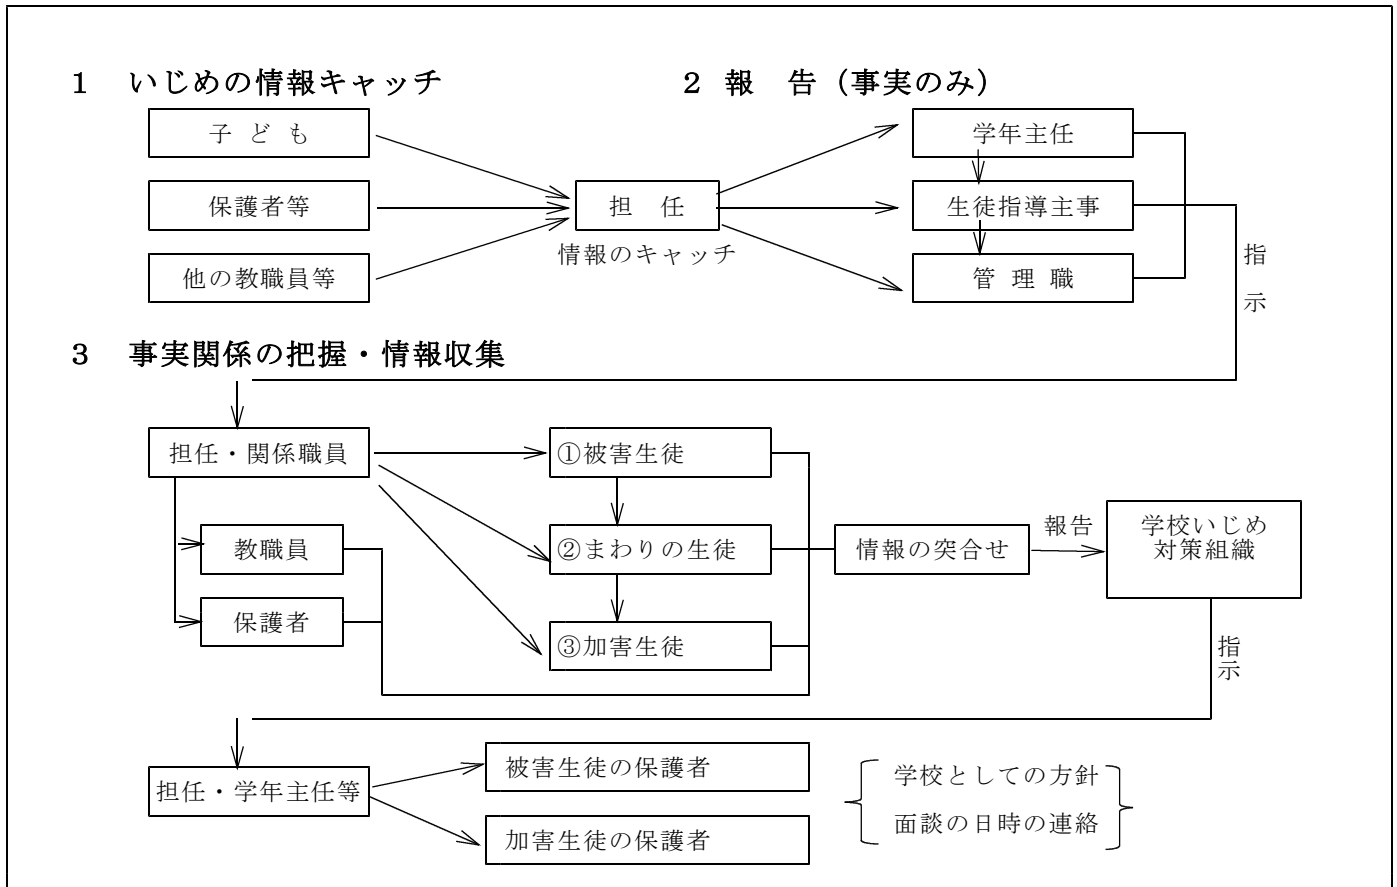 １　いじめの情報キャッチ
２　報　告（事実のみ）
子ども
保護者等
他の教職員等
担　任
情報のキャッチ
学年主任
生徒指導主事
管理職
指
示
３　事実関係の把握・情報収集
担任・関係職員
教職員
保護者
①被害生徒
②まわりの生徒
③加害生徒
情報の突合せ
報告
学校いじめ
対策組織
指
示
担任・学年主任等
被害生徒の保護者
加害生徒の保護者
学校としての方針
面談の日時の連絡